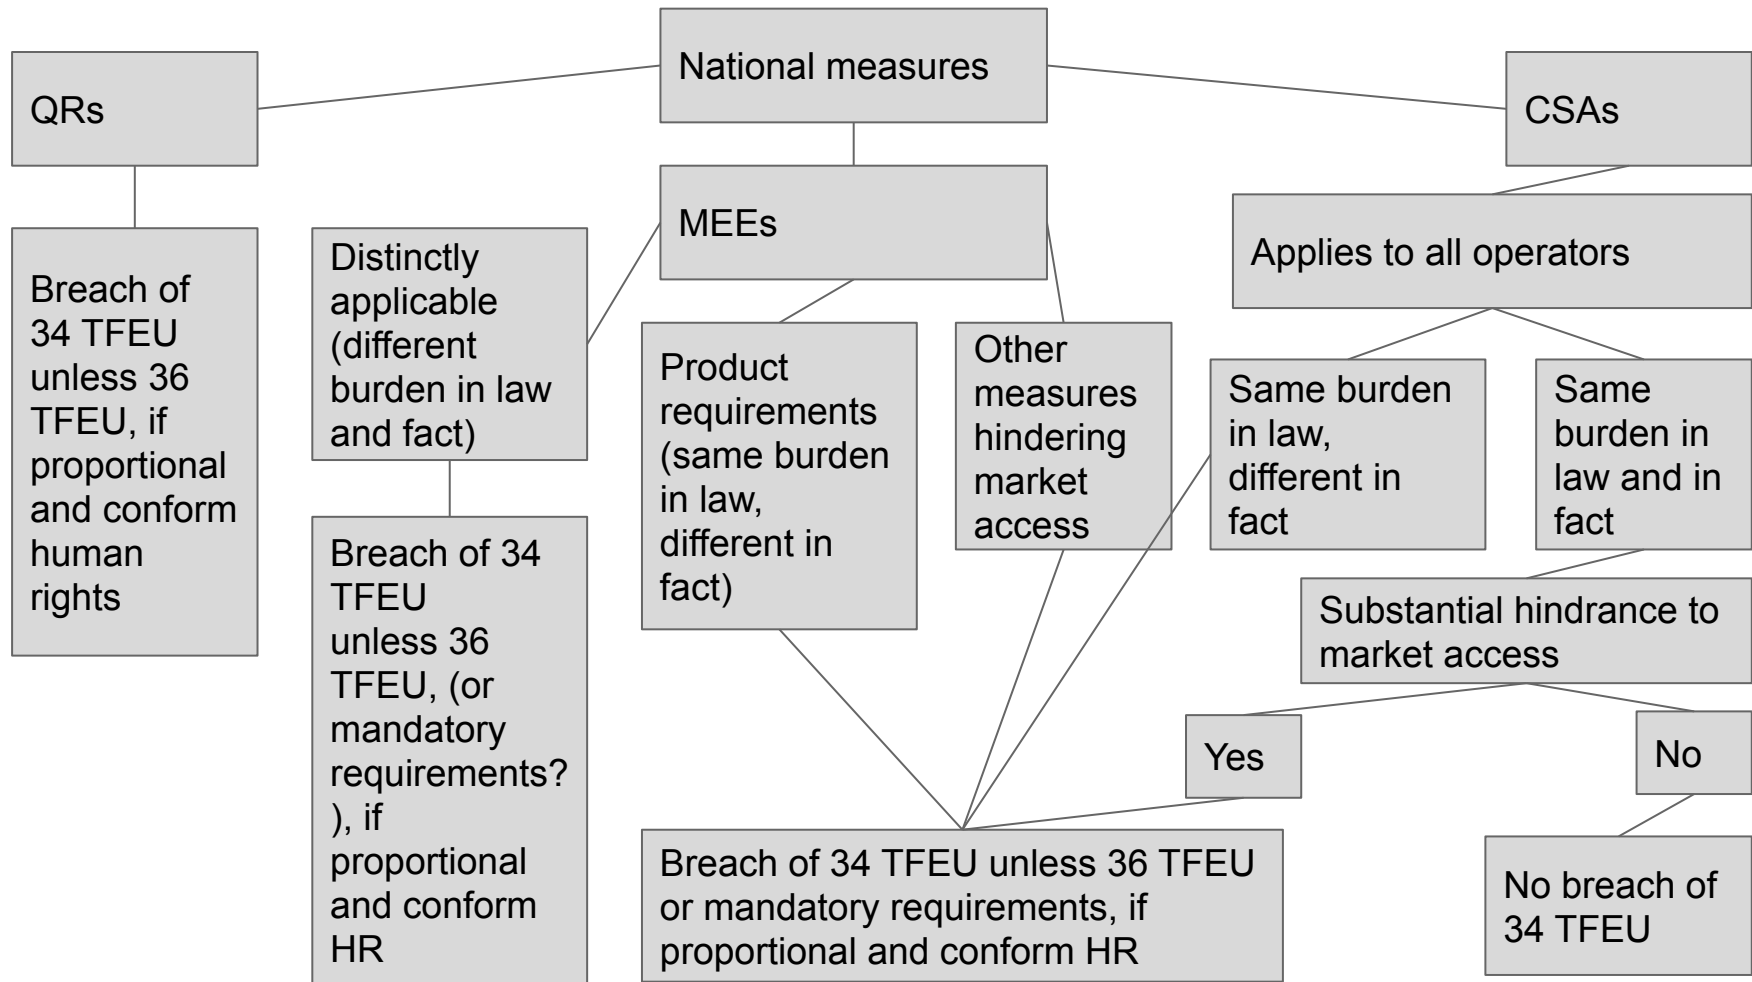 National measures
QRs
CSAs
MEEs
Applies to all operators
Breach of
34 TFEU
unless 36
TFEU, if
proportional
and conform
human
rights
Distinctly
applicable
(different
burden in law
and fact)
Product
requirements
(same burden
in law,
different in
fact)
Other
measures
hindering
market
access
Same burden
in law,
different in
fact
Same
burden in
law and in
fact
Breach of 34
TFEU
unless 36
TFEU, (or
mandatory
requirements?
), if
proportional
and conform
HR
Substantial hindrance to
market access
Yes
No
Breach of 34 TFEU unless 36 TFEU
or mandatory requirements, if
proportional and conform HR
No breach of
34 TFEU